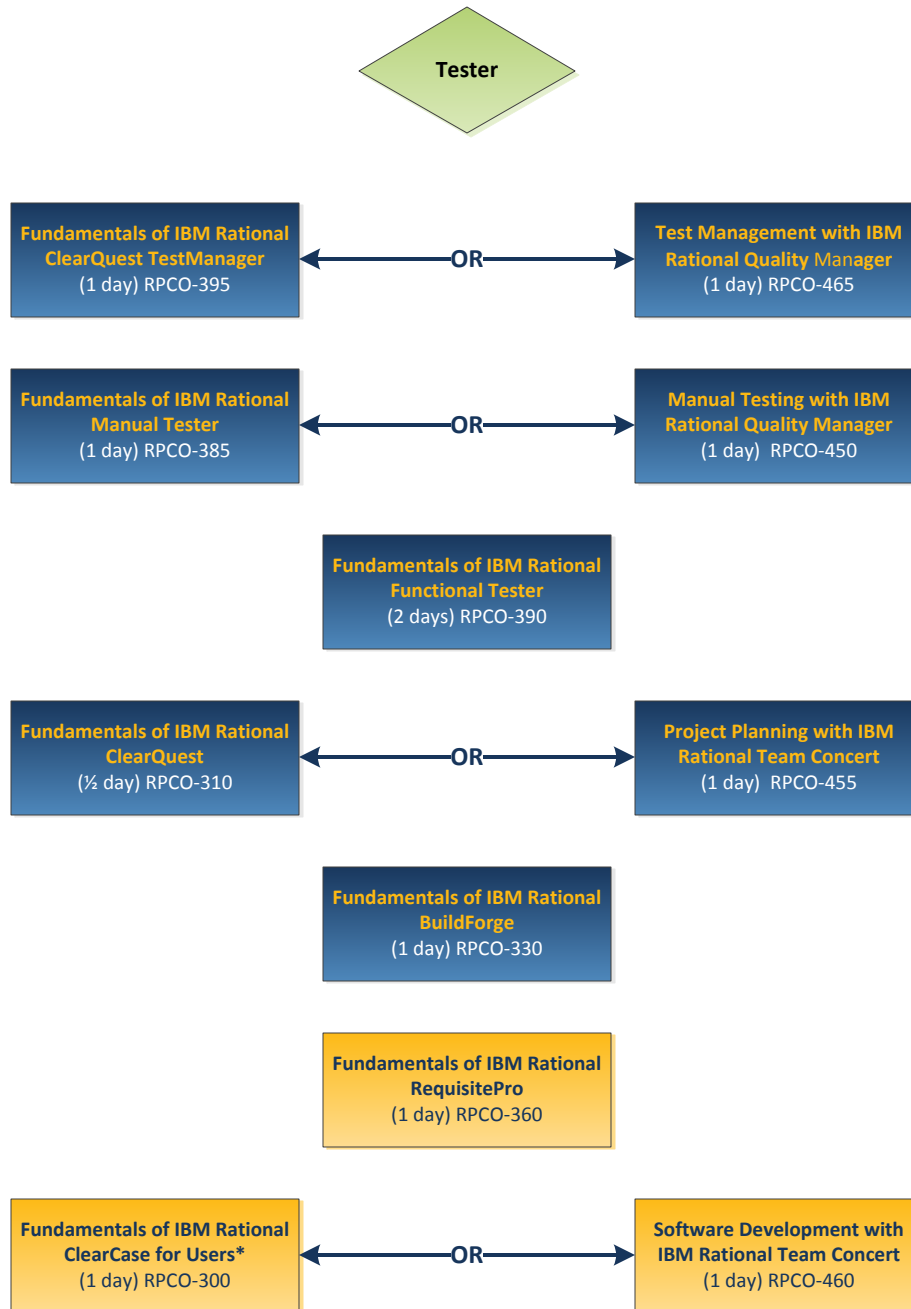 Tester
Fundamentals of IBM Rational
ClearQuest TestManager
(1 day) RPCO-395
OR
Test Management with IBM
Rational Quality Manager
(1 day) RPCO-465
Fundamentals of IBM Rational
Manual Tester
(1 day) RPCO-385
OR
Manual Testing with IBM
Rational Quality Manager
(1 day) RPCO-450
Fundamentals of IBM Rational
Functional Tester
(2 days) RPCO-390
Fundamentals of IBM Rational
ClearQuest
(½ day) RPCO-310
OR
Project Planning with IBM
Rational Team Concert
(1 day) RPCO-455
Fundamentals of IBM Rational
BuildForge
(1 day) RPCO-330
Fundamentals of IBM Rational
RequisitePro
(1 day) RPCO-360
Fundamentals of IBM Rational
ClearCase for Users*
(1 day) RPCO-300
OR
Software Development with
IBM Rational Team Concert
(1 day) RPCO-460